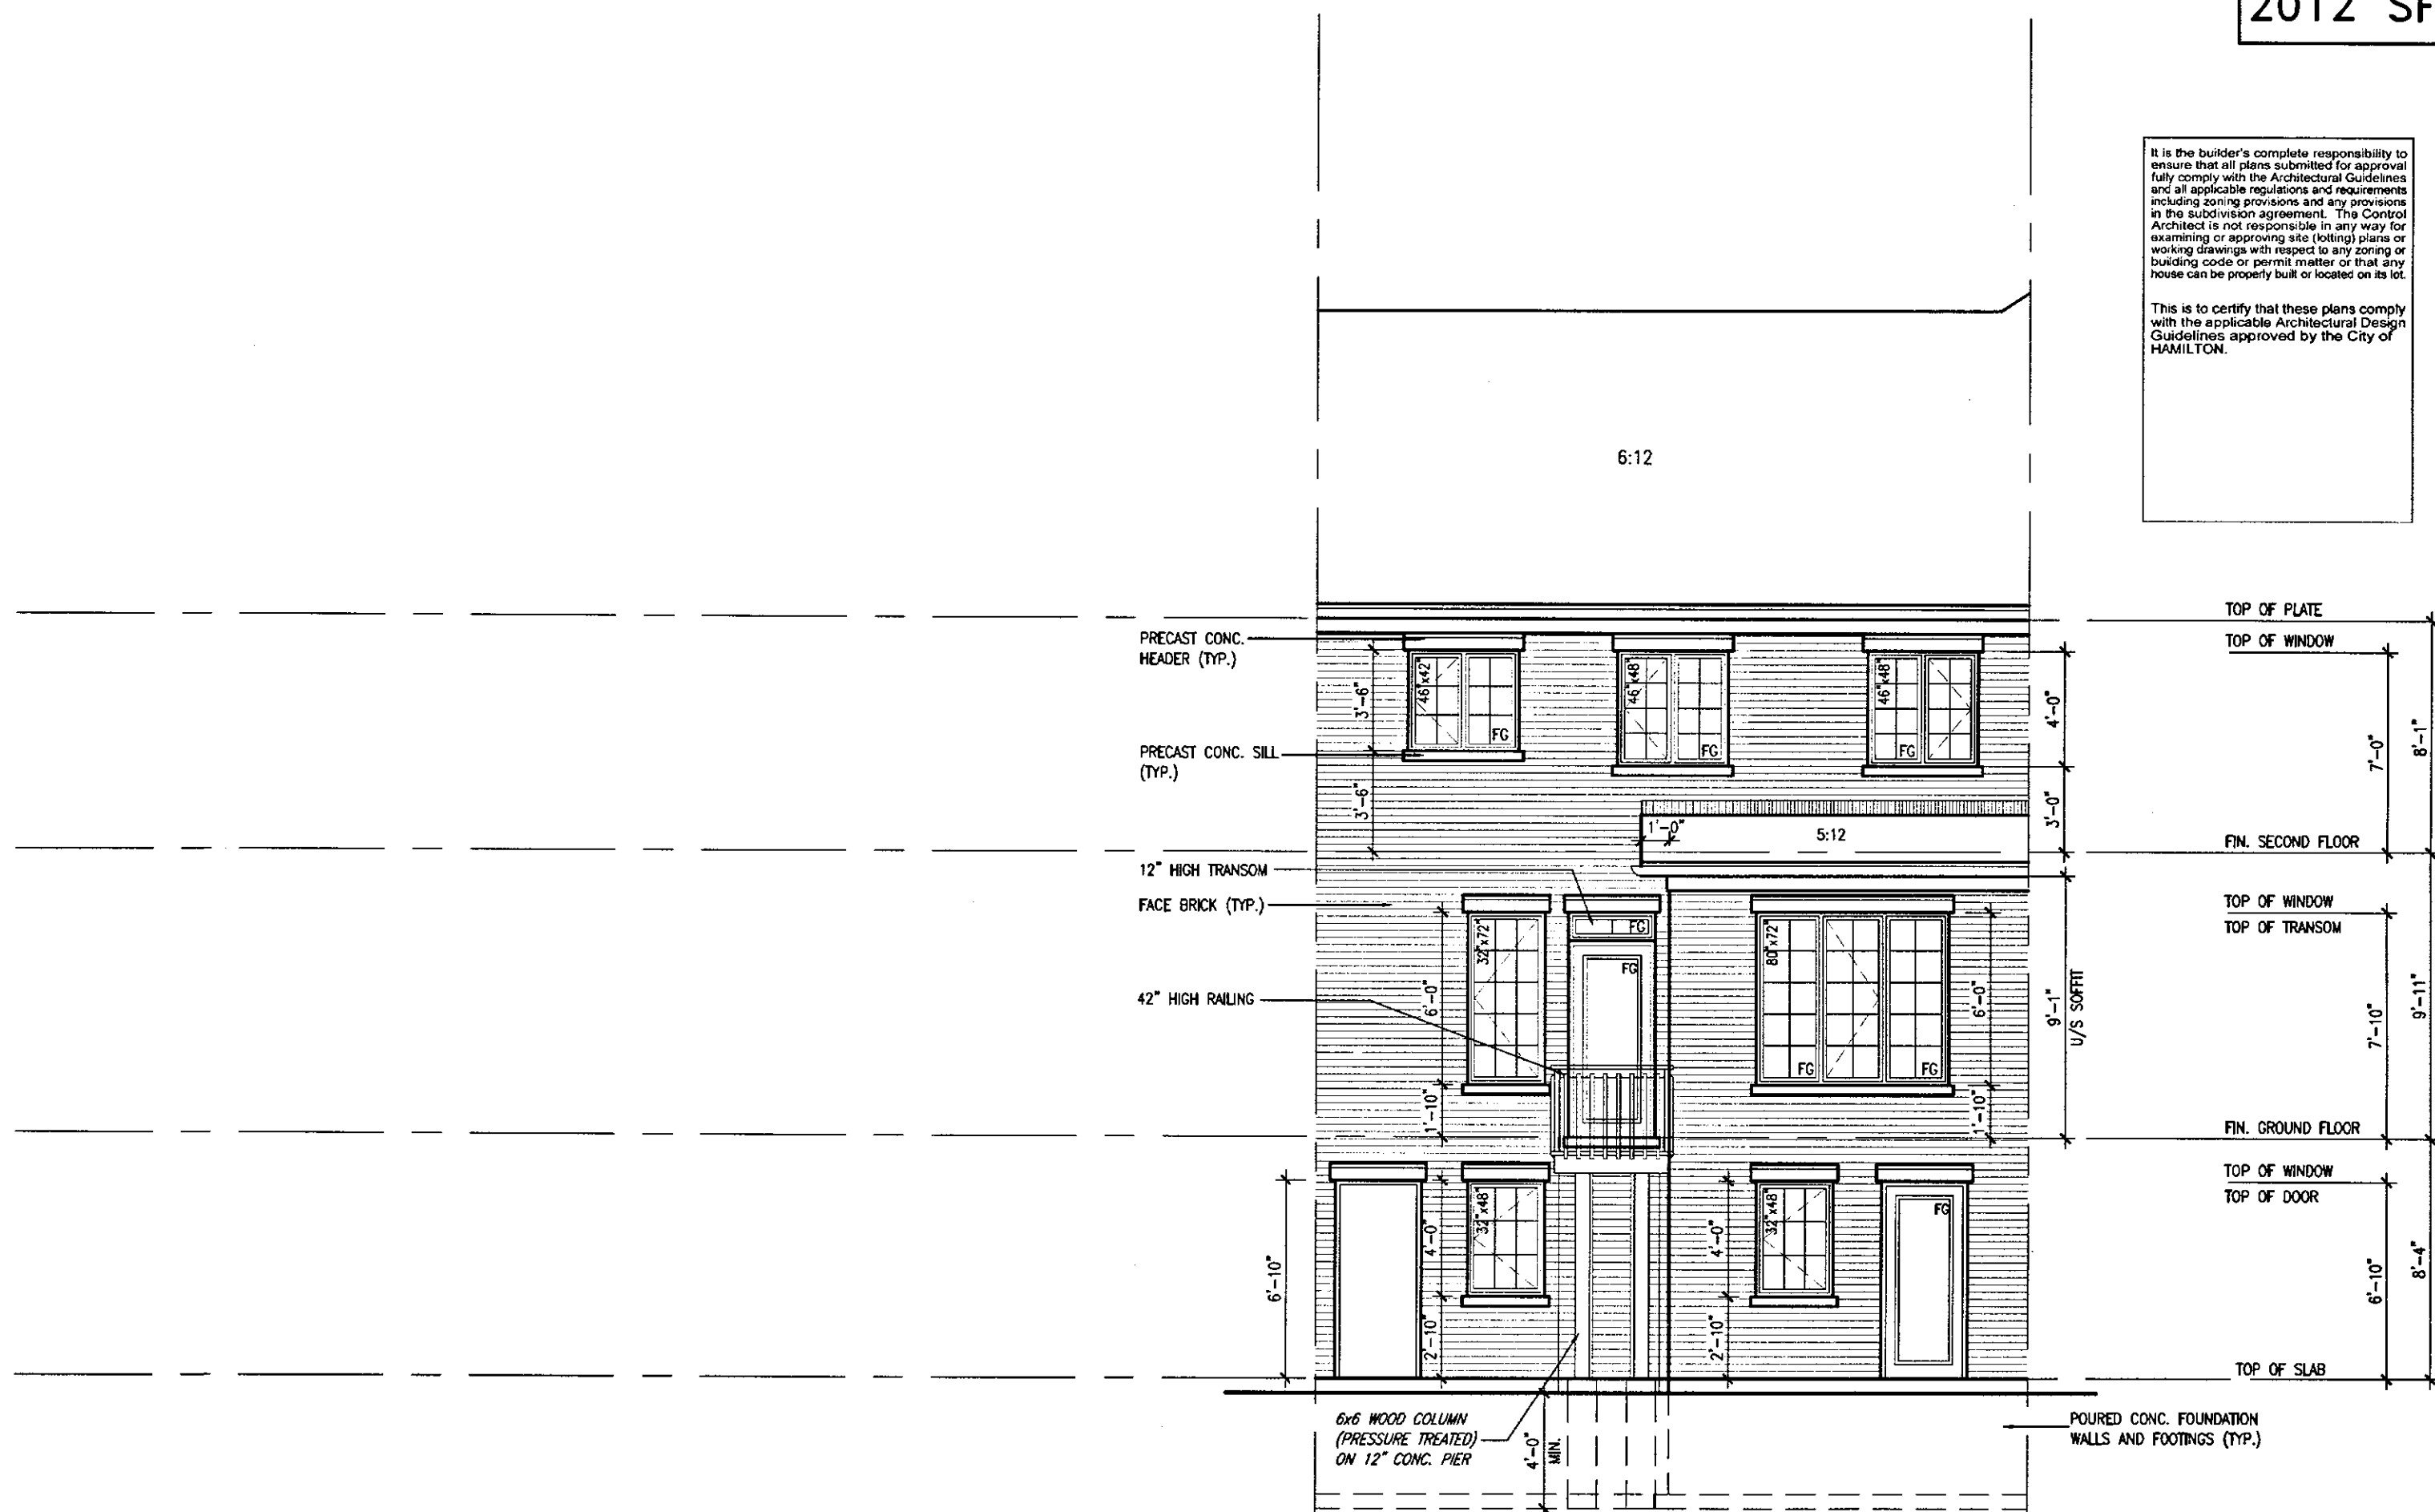 2012 SF
It is the builder's complete responsibility to
ensure that all plans submitted for approval
fully comply with the Architectural Guidelines
and all applicable regulations and requirements
including zoning provisions and any provisions
in the subdivision agreement. The Control
Architect is not responsible in any way for
examining or approving site (lotting) plans or
working drawings with respect to any zoning or
building code or permit matter or that any
house can be properly built or located on its lot.
This is to certify that these plans comply
with the applicable Architectural Design
Guidelines approved by the City of
HAMILTON.
6:12
TOP OF PLATE
PRECAST CONC.
HEADER (TYP.)
TOP OF WINDOW
46"x42"
46"x48"
46"x48"
3'-6"
4'-0"
7'-0"
8'-1"
FG
FG
FG
PRECAST CONC. SILL
(TYP.)
3'-6"
3'-0"
1'-0"
5:12
FIN. SECOND FLOOR
12" HIGH TRANSOM
FACE BRICK (TYP.)
TOP OF WINDOW
TOP OF TRANSOM
FG
32"x72"
80"x72"
FG
42" HIGH RAILING
6'-0"
6'-0"
9'-1"
U/S SOFFIT
7'-10"
9'-11"
FG
FG
1'-10"
1'-10"
FIN. GROUND FLOOR
TOP OF WINDOW
TOP OF DOOR
32"x48"
32"x48"
FG
4'-0"
4'-0"
6'-10"
6'-10"
8'-4"
2'-10"
2'-10"
TOP OF SLAB
6x6 WOOD COLUMN
(PRESSURE TREATED)
ON 12" CONC. PIER
4'-0"
MIN.
POURED CONC. FOUNDATION
WALLS AND FOOTINGS (TYP.)